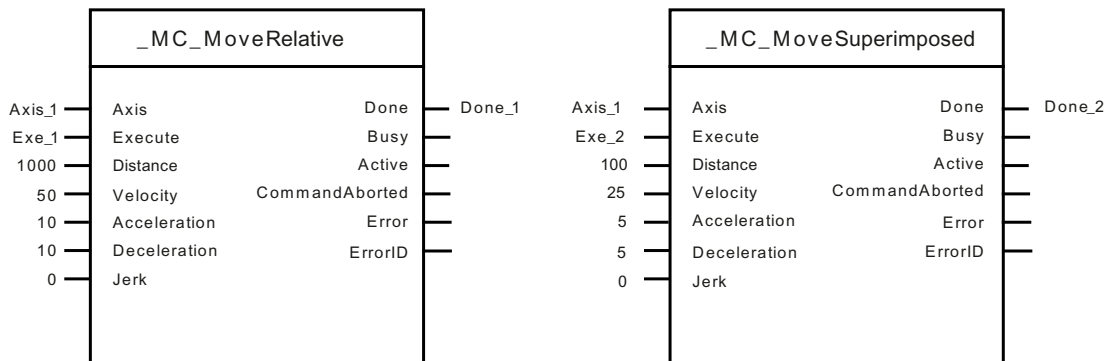 _MC_MoveRelative _MC_MoveSuperimposed
Axis_1 Axis Done Done_1 Axis_1 Axis Done Done_2
Exe_1 Execute Busy Exe_2 Execute Busy
1000 Distance Active 100 Distance Active
50 Velocity CommandAborted 25 Velocity CommandAborted
10 Acceleration Error 5 Acceleration Error
10 Deceleration ErrorID 5 Deceleration ErrorID
0 Jerk 0 Jerk